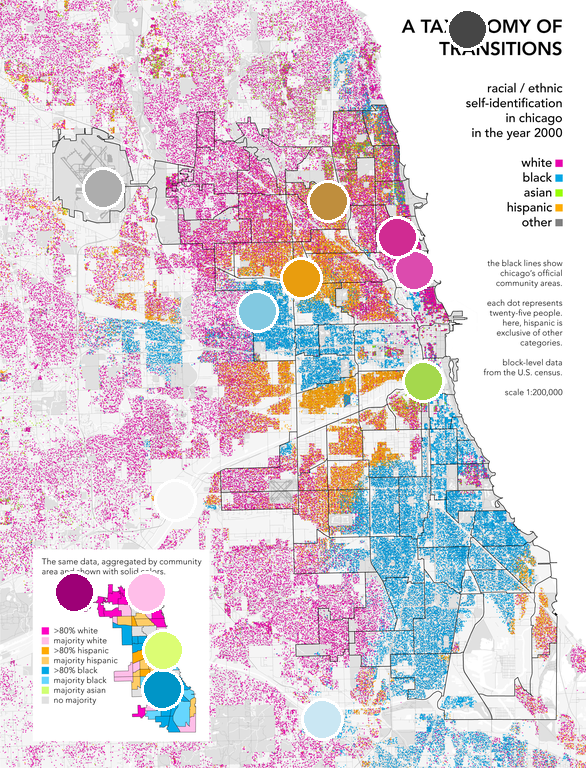 A OF
TRANSITIONS
racial / ethnic
self-identification
in chicago
in the year 2000
white
black
asian
hispanic
other
the black lines show
chicago's official
community areas.
each dot represents
twenty-five people.
here, hispanic is
exclusive of other
categories.
block-level data
from the U.S. census.
scale 1:200,000
The same data, aggregated by community
area and shown with solid colors.
>80% white
majority white
>80% hispanic
majority hispanic
>80% black
majority black
majority asian
no majority